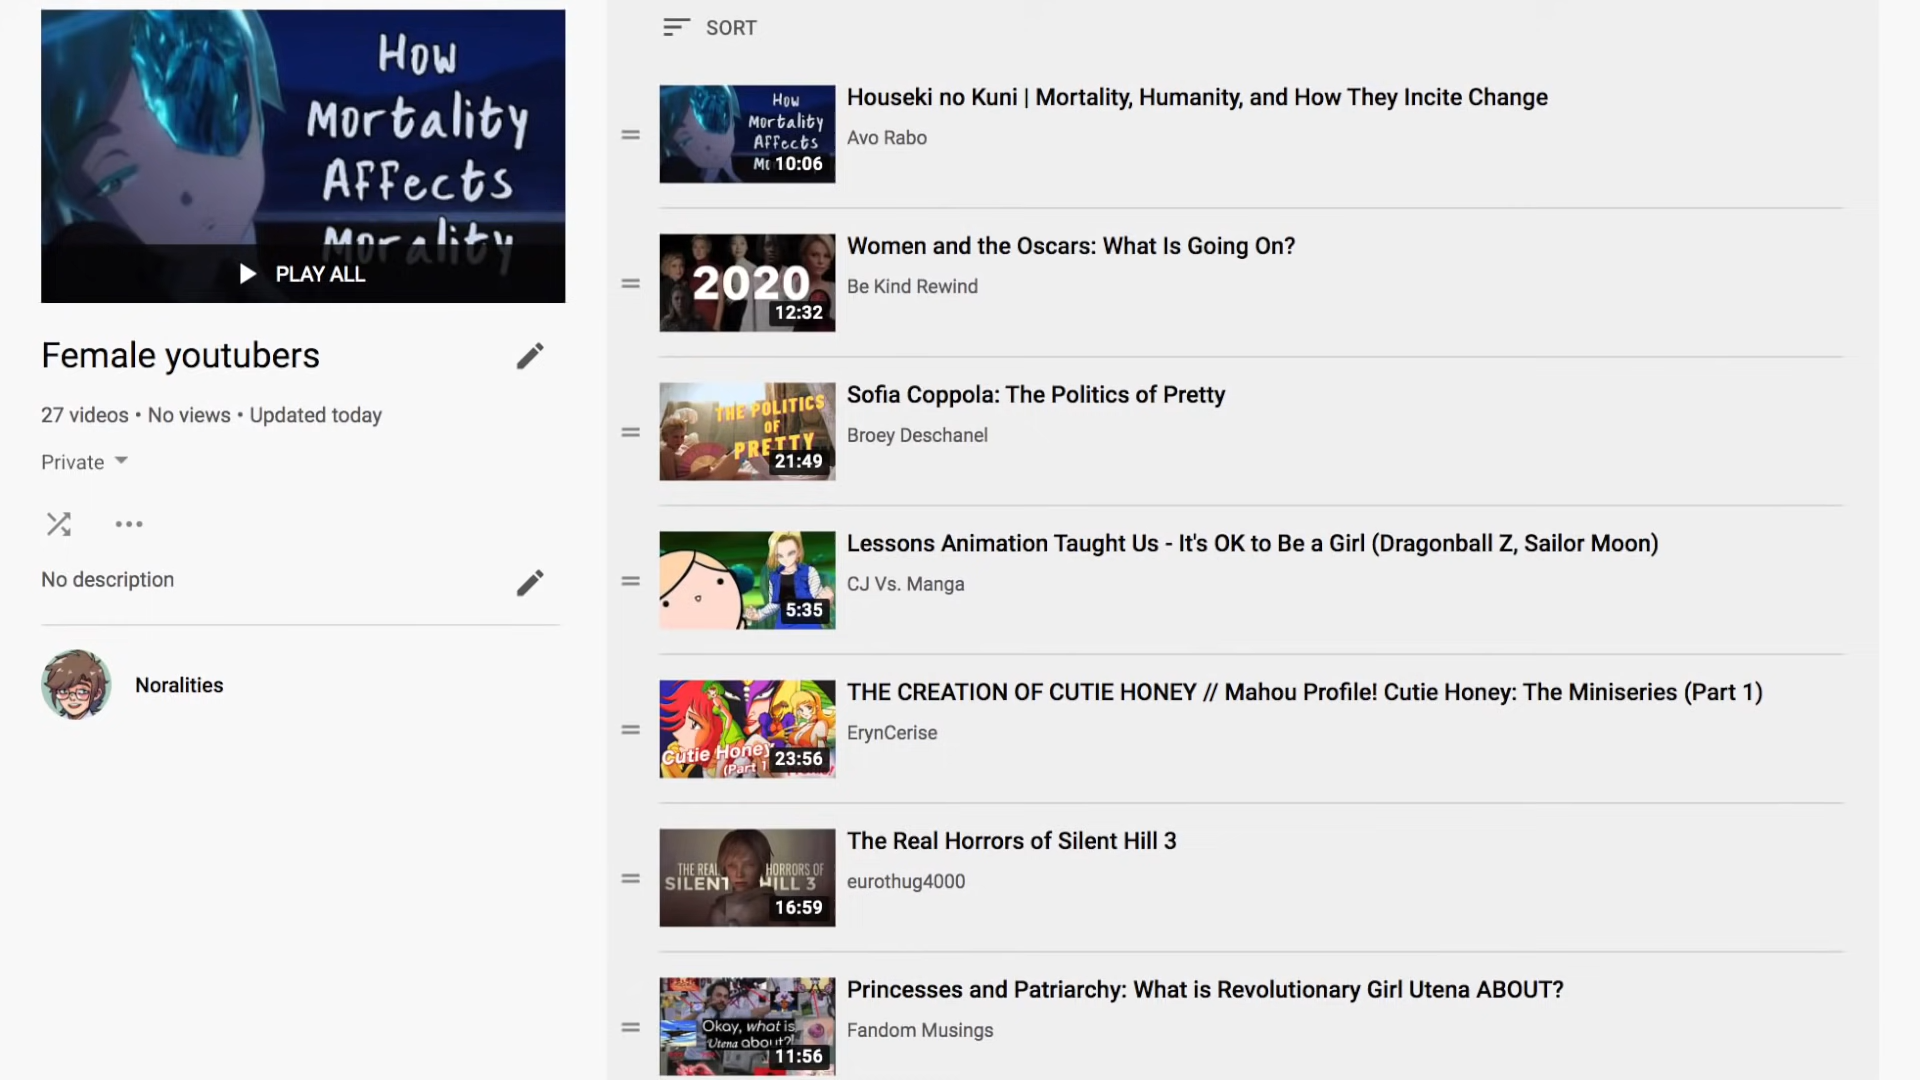 How
Mortality
Affects
Morality
PLAY ALL
Female youtubers
27 videos • No views • Updated today
Private
No description
Noralities
SORT
How
Mortality
Affects
10:06
Houseki no Kuni | Mortality, Humanity, and How They Incite Change
Avo Rabo
2020
12:32
Women and the Oscars: What Is Going On?
Be Kind Rewind
THE POLITICS
OF
PRETTY
21:49
Sofia Coppola: The Politics of Pretty
Broey Deschanel
5:35
Lessons Animation Taught Us - It's OK to Be a Girl (Dragonball Z, Sailor Moon)
CJ Vs. Manga
Cutie Honey
(Part 1
23:56
THE CREATION OF CUTIE HONEY // Mahou Profile! Cutie Honey: The Miniseries (Part 1)
ErynCerise
THE REAL HORRORS OF
SILENT HILL 3
16:59
The Real Horrors of Silent Hill 3
eurothug4000
Okay, what is
Utena about?!
11:56
Princesses and Patriarchy: What is Revolutionary Girl Utena ABOUT?
Fandom Musings